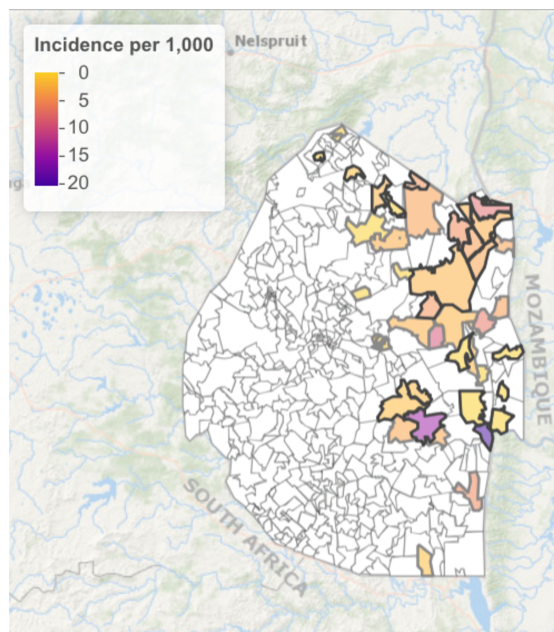 Incidence per 1,000
0
5
10
15
20
Nelspruit
MOZAMBIQUE
SOUTH AFRICA